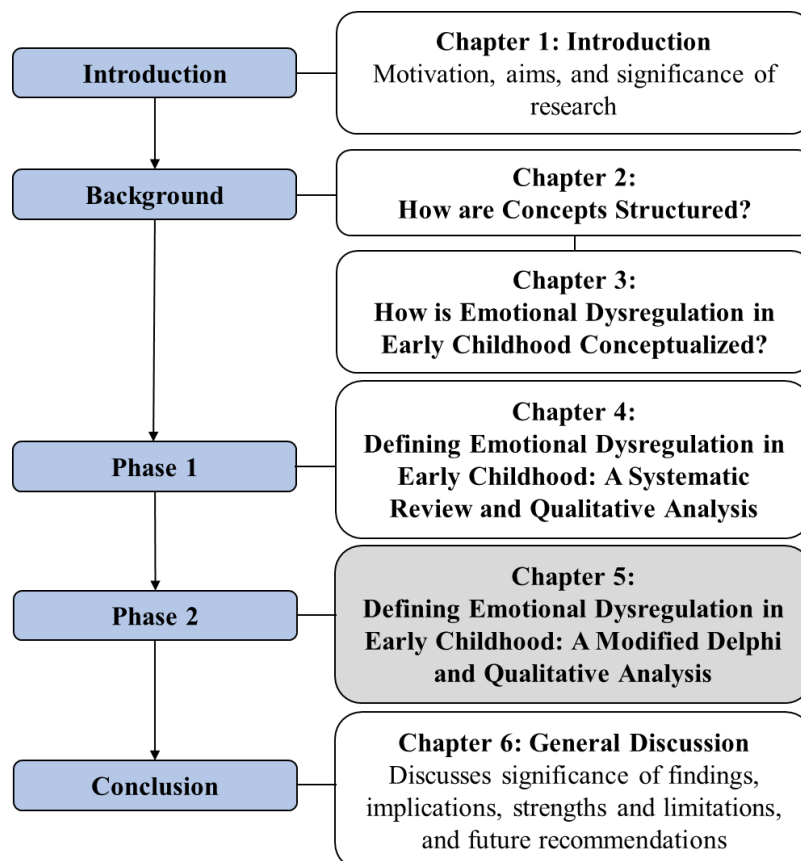 Introduction
Chapter 1: Introduction
Motivation, aims, and significance of
research
Background
Chapter 2:
How are Concepts Structured?
Chapter 3:
How is Emotional Dysregulation in
Early Childhood Conceptualized?
Phase 1
Chapter 4:
Defining Emotional Dysregulation in
Early Childhood: A Systematic
Review and Qualitative Analysis
Phase 2
Chapter 5:
Defining Emotional Dysregulation in
Early Childhood: A Modified Delphi
and Qualitative Analysis
Conclusion
Chapter 6: General Discussion
Discusses significance of findings,
implications, strengths and limitations,
and future recommendations